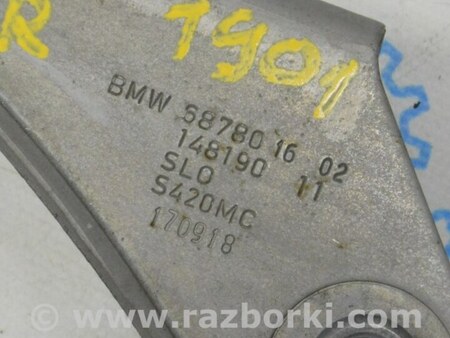 R 1901
BMW 6878016 02
148190 11
SLO
S420MC
170918
www.razborki.com